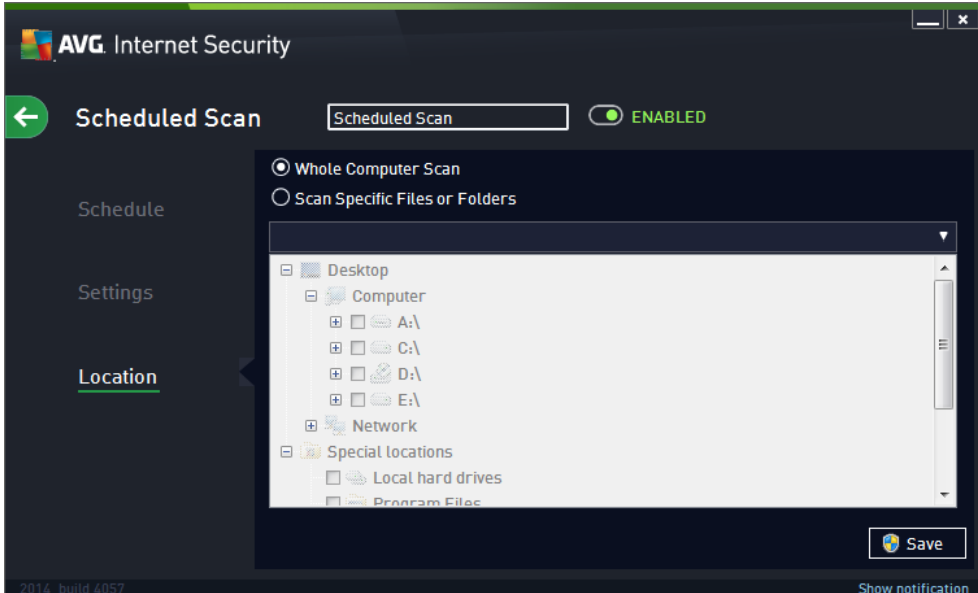 AVG. Internet Security
Scheduled Scan
Scheduled Scan
ENABLED
Schedule
Settings
Location
Whole Computer Scan
Scan Specific Files or Folders
Desktop
Computer
A:\
C:\
D:\
E:\
Network
Special locations
Local hard drives
Program Files
Save
2014 build 4057
Show notification